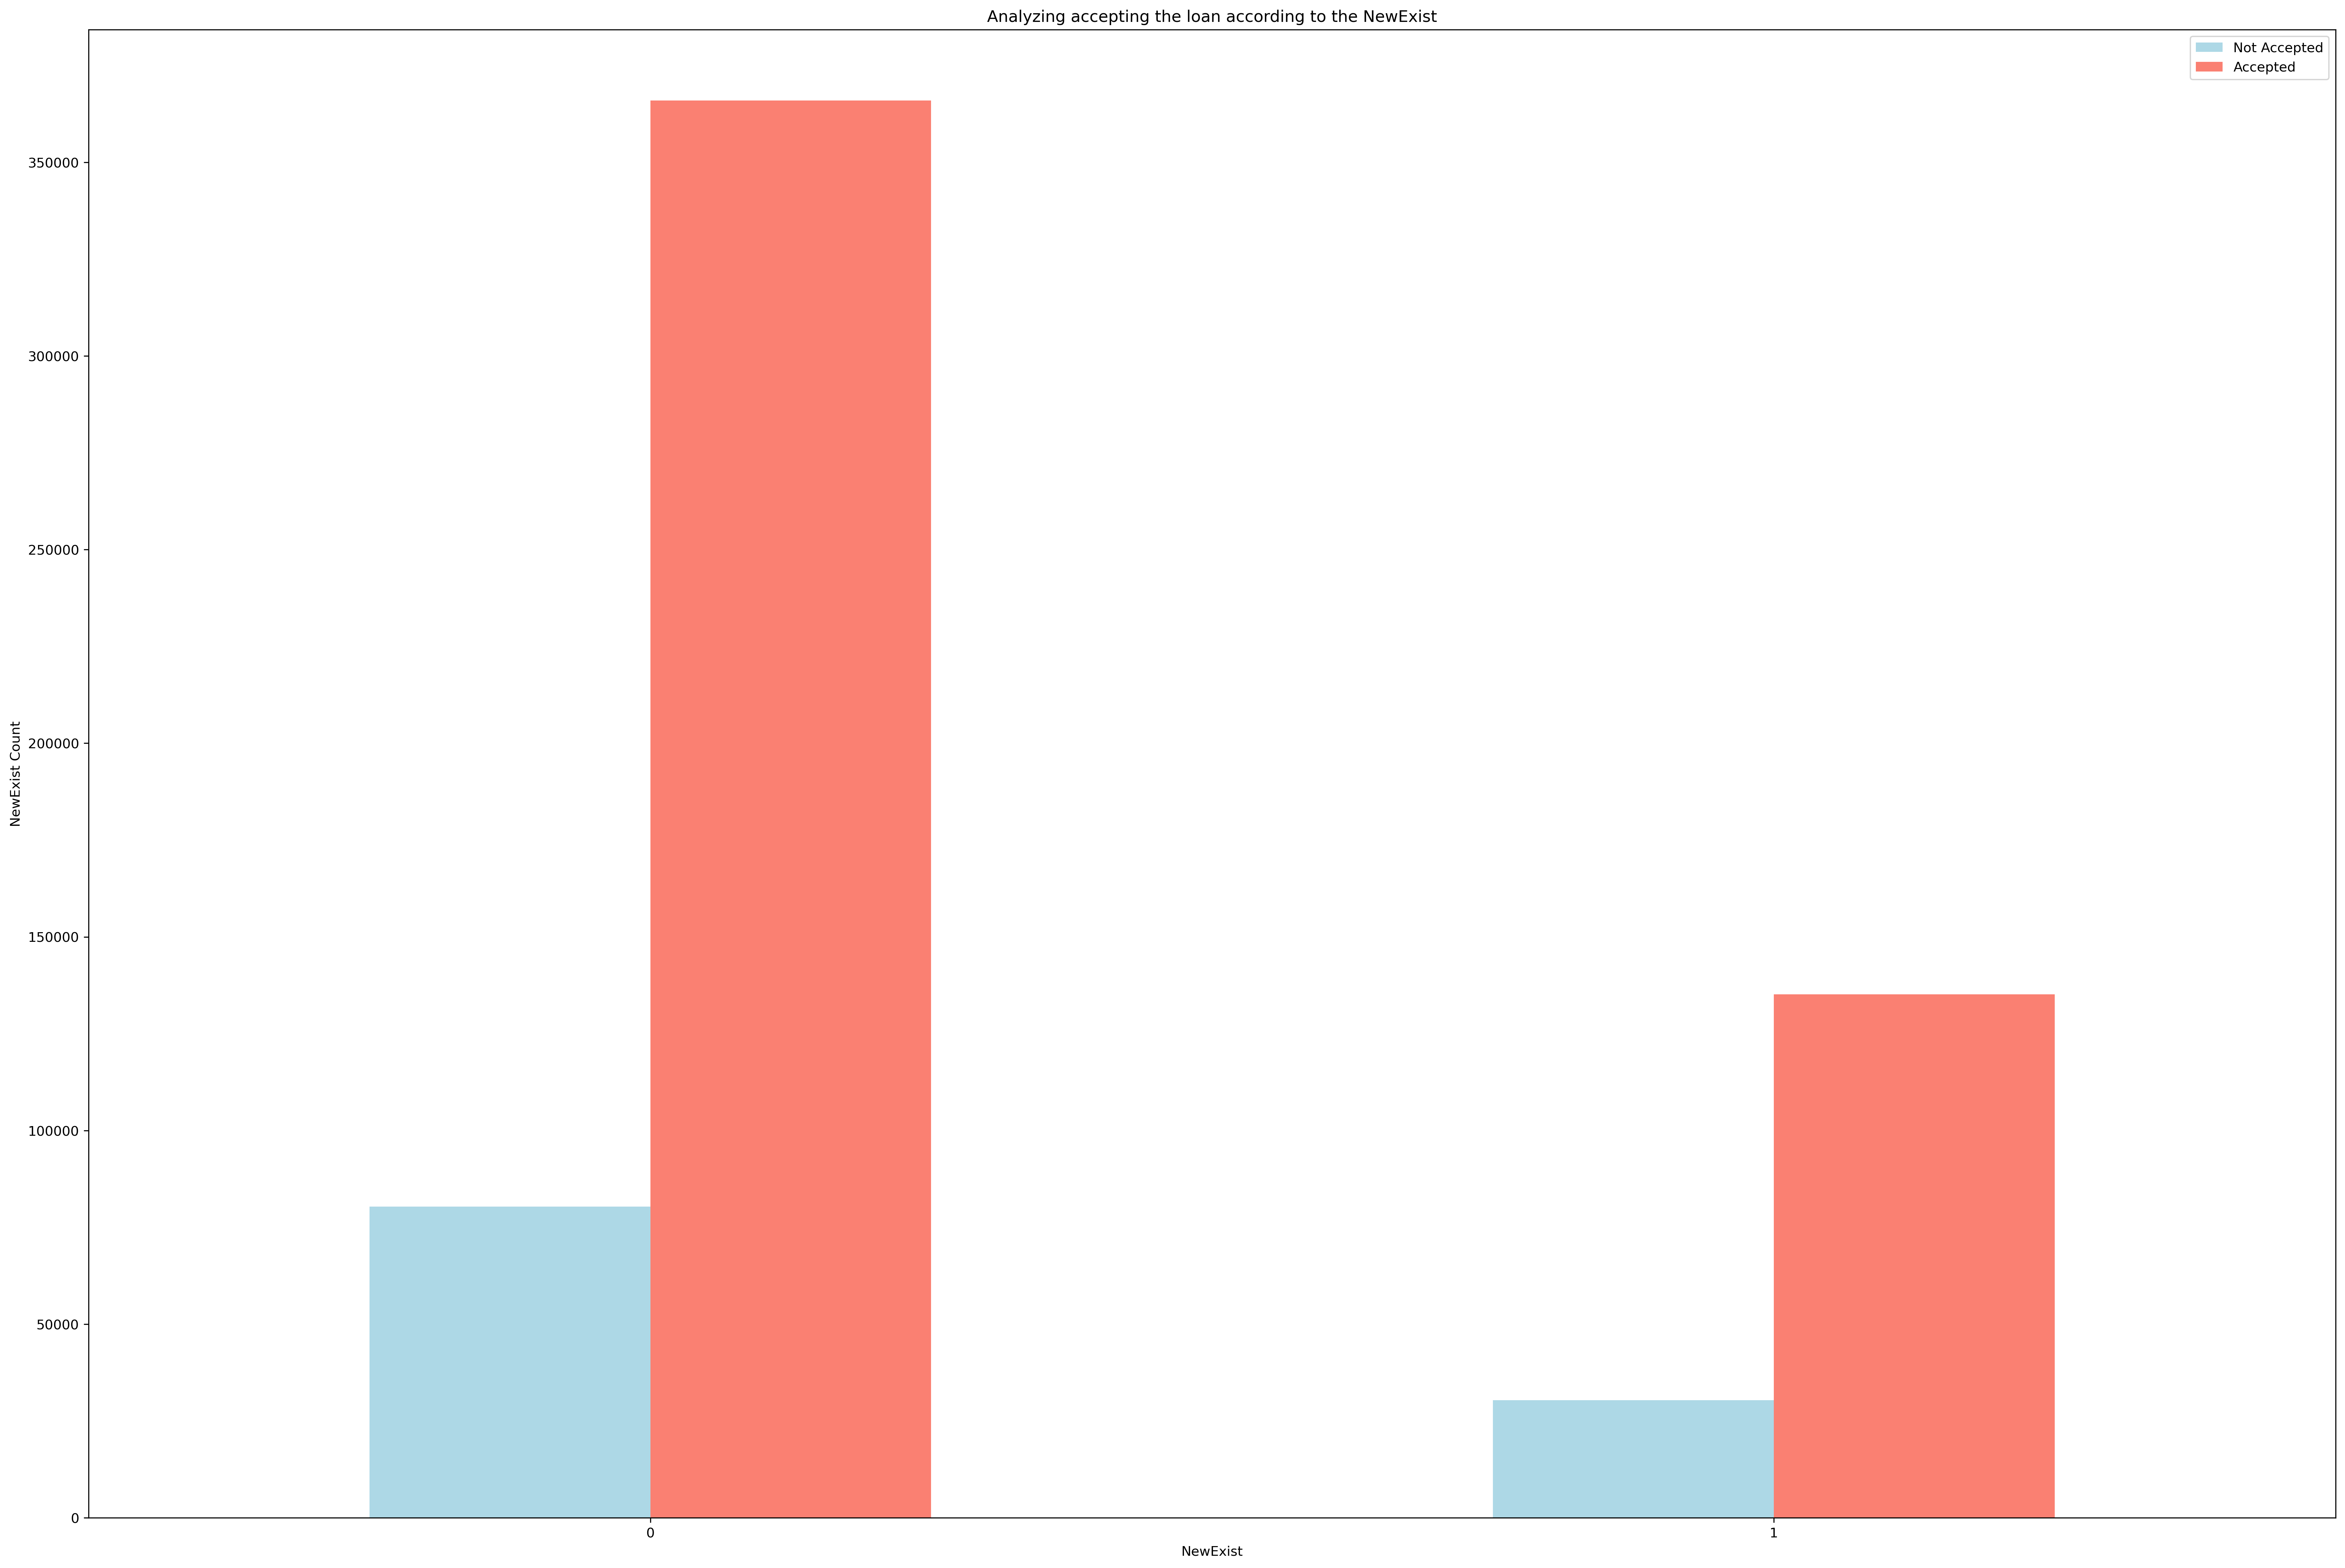 Analyzing accepting the loan according to the NewExist
Not Accepted
Accepted
350000
300000
250000
200000
150000
100000
50000
0
NewExist Count
0
1
NewExist